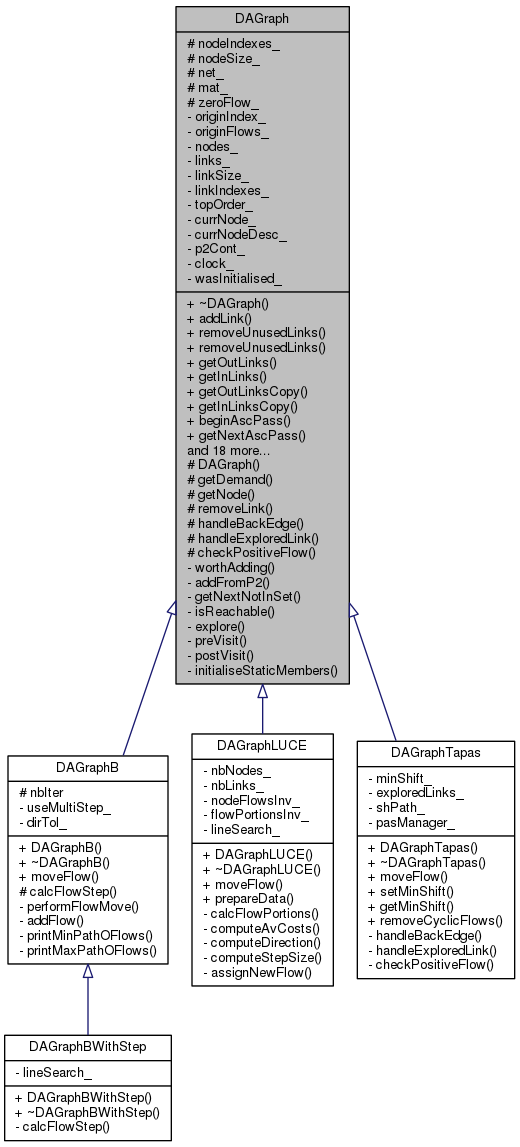 DAGraph
# nodeIndexes_
# nodeSize_
# net_
# mat_
# zeroFlow_
- originIndex_
- originFlows_
- nodes_
- links_
- linkSize_
- linkIndexes_
- topOrder_
- currNode_
- currNodeDesc_
- p2Cont_
- clock_
- wasInitialised_
+ ~DAGraph()
+ addLink()
+ removeUnusedLinks()
+ removeUnusedLinks()
+ getOutLinks()
+ getInLinks()
+ getOutLinksCopy()
+ getInLinksCopy()
+ beginAscPass()
+ getNextAscPass()
and 18 more...
# DAGraph()
# getDemand()
# getNode()
# removeLink()
# handleBackEdge()
# handleExploredLink()
# checkPositiveFlow()
- worthAdding()
- addFromP2()
- getNextNotInSet()
- isReachable()
- explore()
- preVisit()
- postVisit()
- initialiseStaticMembers()
DAGraphB
# nbIter
- useMultiStep_
- dirTol_
+ DAGraphB()
+ ~DAGraphB()
+ moveFlow()
# calcFlowStep()
- performFlowMove()
- addFlow()
- printMinPathOFlows()
- printMaxPathOFlows()
DAGraphLUCE
- nbNodes_
- nbLinks_
- nodeFlowsInv_
- flowPortionsInv_
- lineSearch_
+ DAGraphLUCE()
+ ~DAGraphLUCE()
+ moveFlow()
+ prepareData()
- calcFlowPortions()
- computeAvCosts()
- computeDirection()
- computeStepSize()
- assignNewFlow()
DAGraphTapas
- minShift_
- exploredLinks_
- shPath_
- pasManager_
+ DAGraphTapas()
+ ~DAGraphTapas()
+ moveFlow()
+ setMinShift()
+ getMinShift()
+ removeCyclicFlows()
- handleBackEdge()
- handleExploredLink()
- checkPositiveFlow()
DAGraphBWithStep
- lineSearch_
+ DAGraphBWithStep()
+ ~DAGraphBWithStep()
- calcFlowStep()